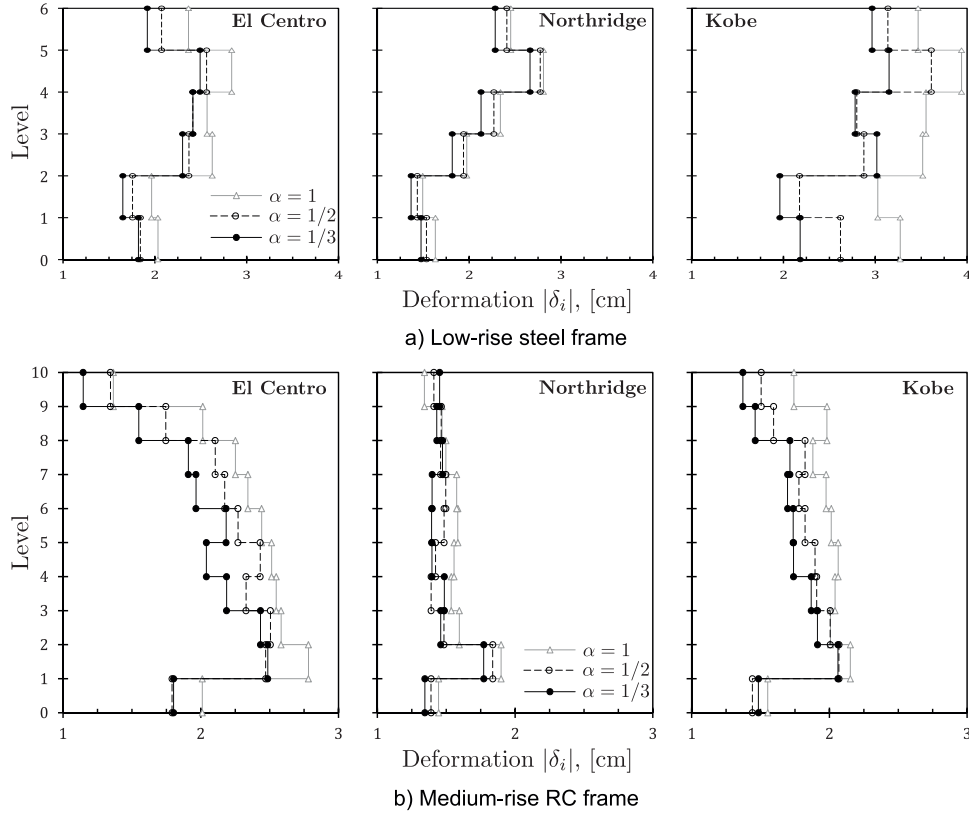 El Centro
Northridge
Kobe
6
5
4
3
2
1
0
Level
α = 1
α = 1/2
α = 1/3
1 2 3 4
1 2 3 4
1 2 3 4
Deformation |δi|, [cm]
a) Low-rise steel frame
El Centro
Northridge
Kobe
10
9
8
7
6
5
4
3
2
1
0
Level
α = 1
α = 1/2
α = 1/3
1 2 3
1 2 3
1 2 3
Deformation |δi|, [cm]
b) Medium-rise RC frame